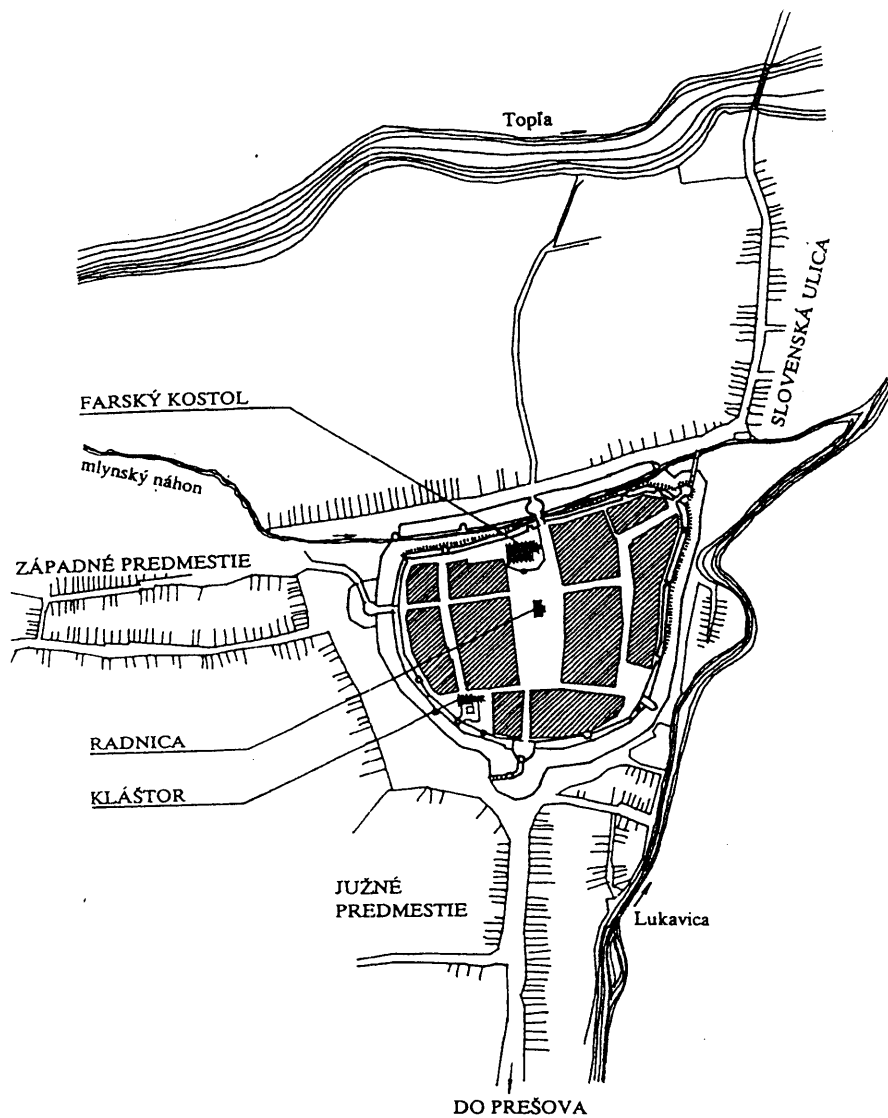 Topľa
SLOVENSKÁ ULICA
FARSKÝ KOSTOL
mlynský náhon
ZÁPADNÉ PREDMESTIE
RADNICA
KLÁŠTOR
JUŽNÉ
PREDMESTIE
Lukavica
DO PREŠOVA